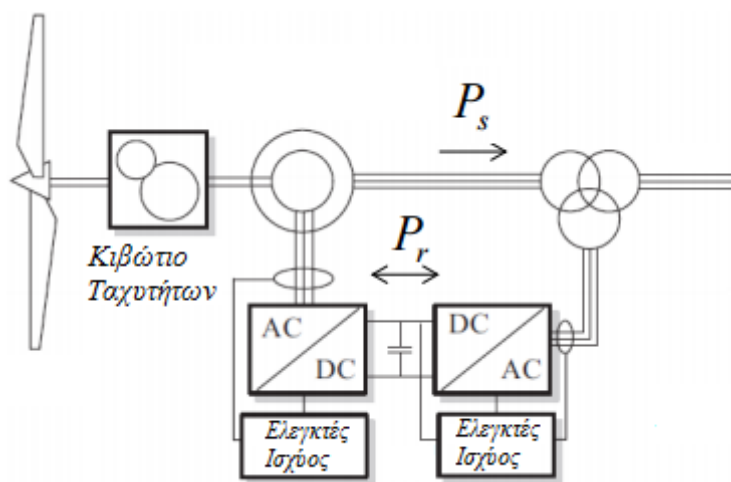 P_s
Κιβώτιο
Ταχυτήτων
P_r
AC
DC
DC
AC
Ελεγκτές
Ισχύος
Ελεγκτές
Ισχύος